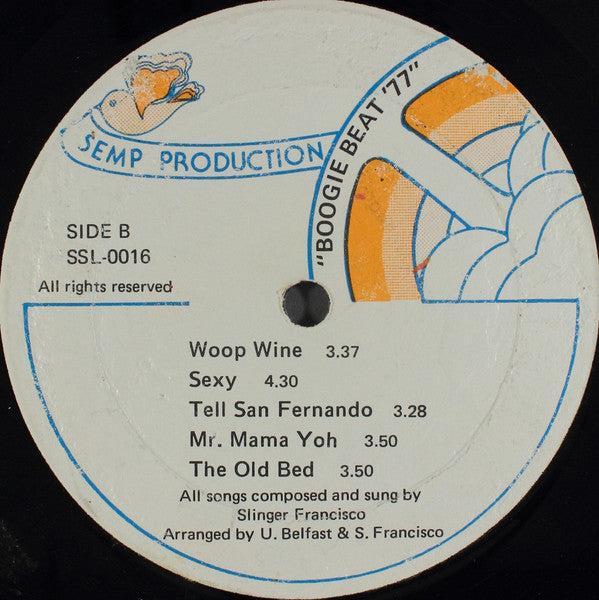 SEMP PRODUCTION
"BOOGIE BEAT '77"
SIDE B
SSL-0016
All rights reserved
Woop Wine 3.37
Sexy 4.30
Tell San Fernando 3.28
Mr. Mama Yoh 3.50
The Old Bed 3.50
All songs composed and sung by
Slinger Francisco
Arranged by U. Belfast & S. Francisco